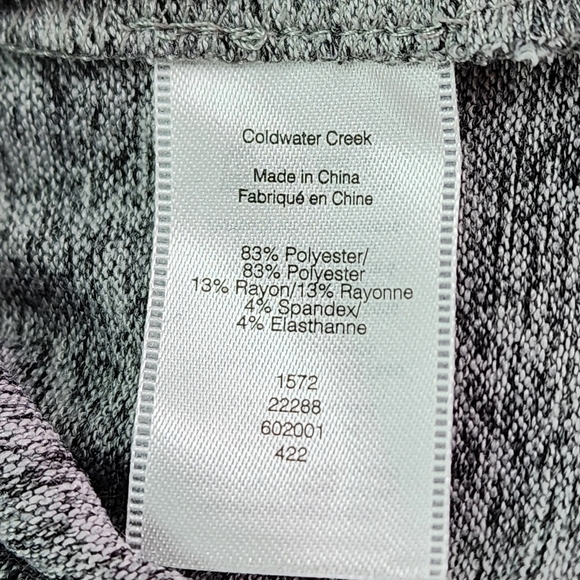 Coldwater Creek
Made in China
Fabriqué en Chine
83% Polyester/
83% Polyester
13% Rayon/13% Rayonne
4% Spandex/
4% Elasthanne
1572
22288
602001
422